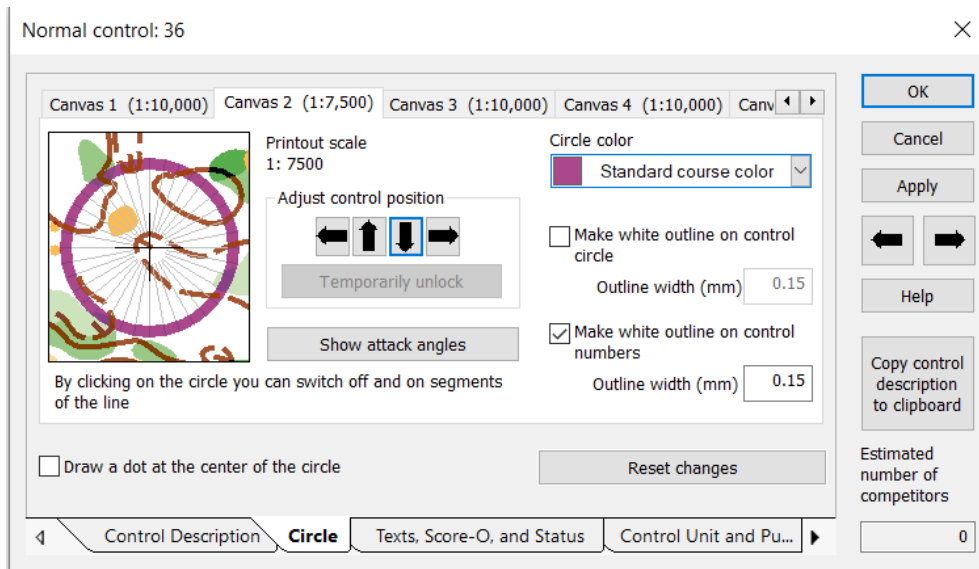 Normal control: 36
Canvas 1 (1:10,000)
Canvas 2 (1:7,500)
Canvas 3 (1:10,000)
Canvas 4 (1:10,000)
Printout scale
1: 7500
Adjust control position
Temporarily unlock
Show attack angles
By clicking on the circle you can switch off and on segments
of the line
Circle color
Standard course color
Make white outline on control
circle
Outline width (mm)
0.15
Make white outline on control
numbers
Outline width (mm)
0.15
Draw a dot at the center of the circle
Reset changes
Control Description
Circle
Texts, Score-O, and Status
Control Unit and Pu...
OK
Cancel
Apply
Help
Copy control
description
to clipboard
Estimated
number of
competitors
0